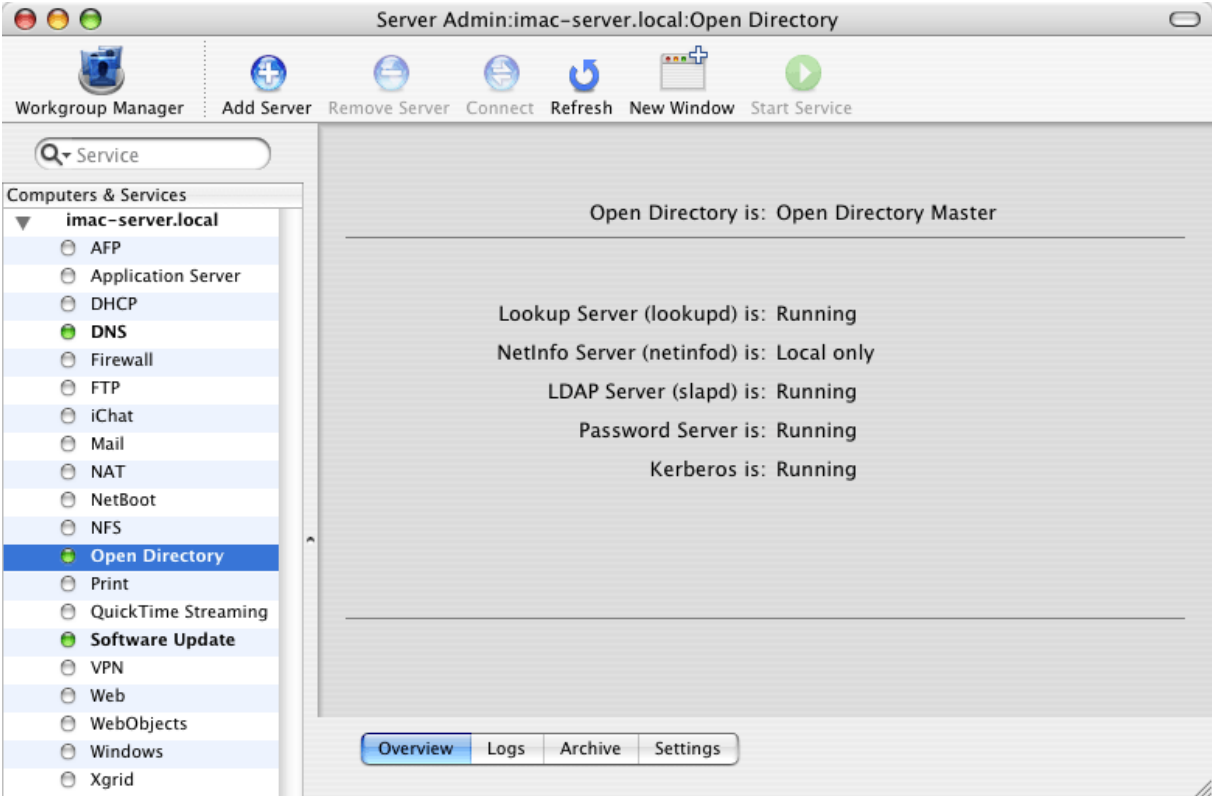 Server Admin:imac-server.local:Open Directory
Workgroup Manager
Add Server
Remove Server
Connect
Refresh
New Window
Start Service
Service
Computers & Services
imac-server.local
AFP
Application Server
DHCP
DNS
Firewall
FTP
iChat
Mail
NAT
NetBoot
NFS
Open Directory
Print
QuickTime Streaming
Software Update
VPN
Web
WebObjects
Windows
Xgrid
Open Directory is: Open Directory Master
Lookup Server (lookupd) is: Running
NetInfo Server (netinfod) is: Local only
LDAP Server (slapd) is: Running
Password Server is: Running
Kerberos is: Running
Overview
Logs
Archive
Settings